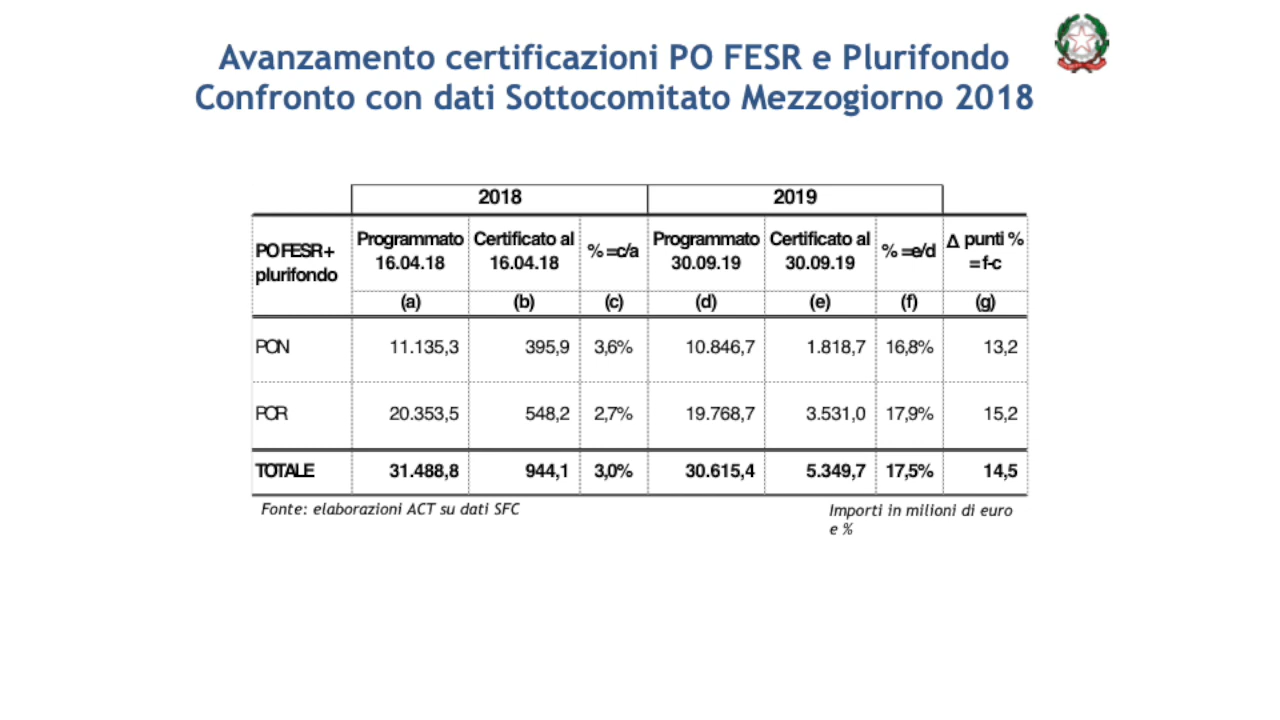 Avanzamento certificazioni PO FESR e Plurifondo
Confronto con dati Sottocomitato Mezzogiorno 2018
2018 2019
PO FESR+ plurifondo Programmato 16.04.18 Certificato al 16.04.18 % =c/a Programmato 30.09.19 Certificato al 30.09.19 % =e/d Δ punti % =f-c
(a) (b) (c) (d) (e) (f) (g)
PON 11.135,3 395,9 3,6% 10.846,7 1.818,7 16,8% 13,2
POR 20.353,5 548,2 2,7% 19.768,7 3.531,0 17,9% 15,2
TOTALE 31.488,8 944,1 3,0% 30.615,4 5.349,7 17,5% 14,5
Fonte: elaborazioni ACT su dati SFC
Importi in milioni di euro
e %